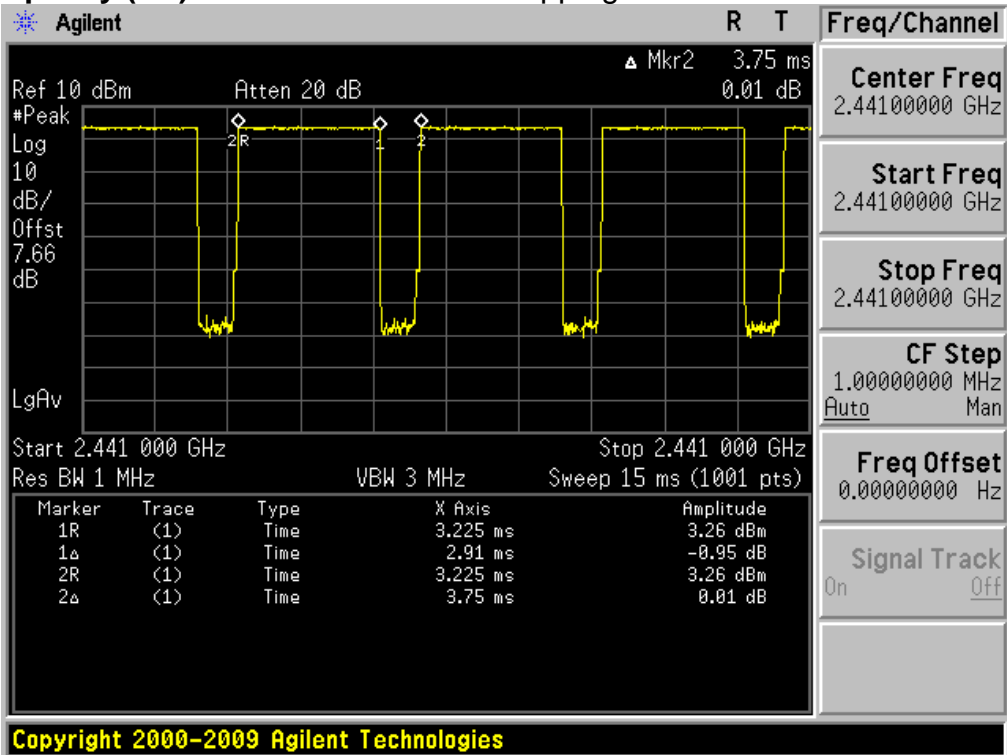 Agilent R T Freq/Channel
Δ Mkr2 3.75 ms
Ref 10 dBm Atten 20 dB 0.01 dB
#Peak
Log
10
dB/
Offst
7.66
dB
LgAv
2R 1 2
Start 2.441 000 GHz Stop 2.441 000 GHz
Res BW 1 MHz VBW 3 MHz Sweep 15 ms (1001 pts)
Marker Trace Type X Axis Amplitude
1R (1) Time 3.225 ms 3.26 dBm
1Δ (1) Time 2.91 ms -0.95 dB
2R (1) Time 3.225 ms 3.26 dBm
2Δ (1) Time 3.75 ms 0.01 dB
Center Freq
2.44100000 GHz
Start Freq
2.44100000 GHz
Stop Freq
2.44100000 GHz
CF Step
1.00000000 MHz
Auto Man
Freq Offset
0.00000000 Hz
Signal Track
On Off
Copyright 2000-2009 Agilent Technologies